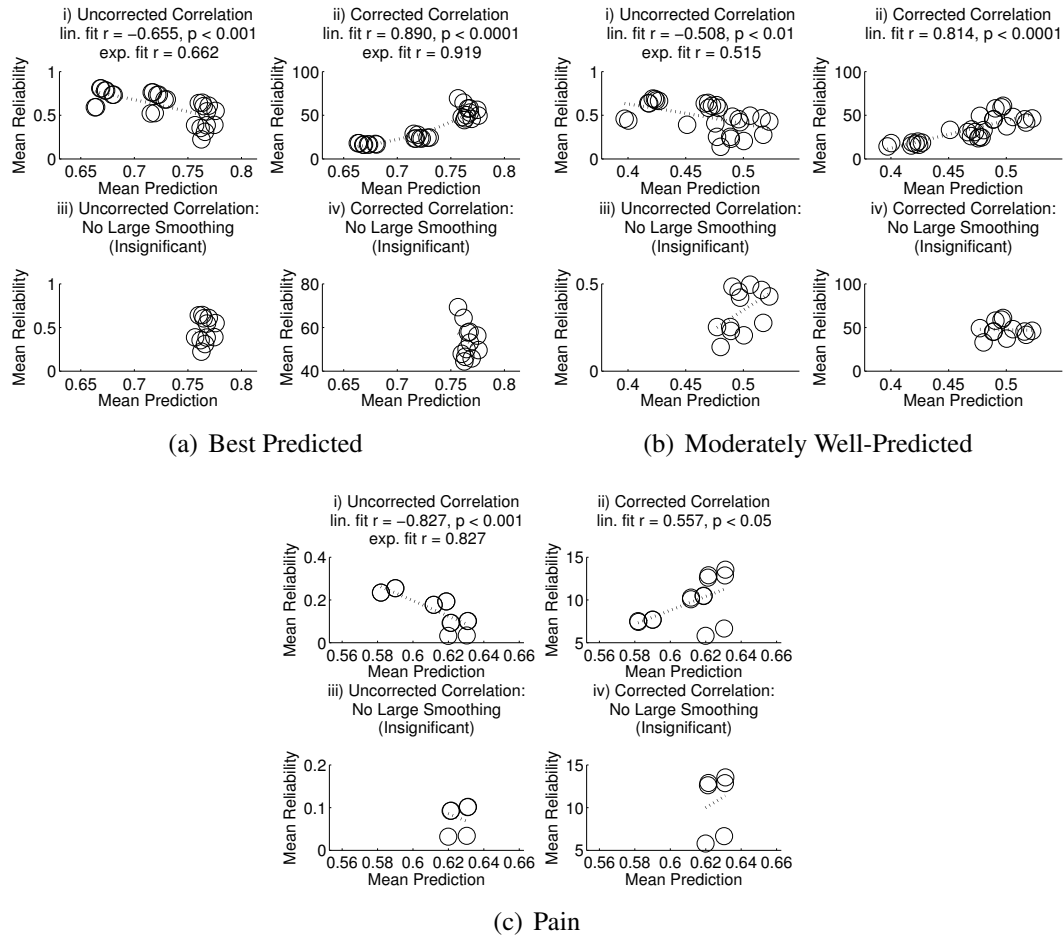 i) Uncorrected Correlation
lin. fit r = −0.655, p < 0.001
exp. fit r = 0.662
Mean Reliability
1
0.5
0
0.65 0.7 0.75 0.8
Mean Prediction
ii) Corrected Correlation
lin. fit r = 0.890, p < 0.0001
exp. fit r = 0.919
Mean Reliability
100
50
0
0.65 0.7 0.75 0.8
Mean Prediction
iii) Uncorrected Correlation:
No Large Smoothing
(Insignificant)
Mean Reliability
1
0.5
0
0.65 0.7 0.75 0.8
Mean Prediction
iv) Corrected Correlation:
No Large Smoothing
(Insignificant)
Mean Reliability
80
60
40
0.65 0.7 0.75 0.8
Mean Prediction
(a) Best Predicted
i) Uncorrected Correlation
lin. fit r = −0.508, p < 0.01
exp. fit r = 0.515
Mean Reliability
1
0.5
0
0.4 0.45 0.5
Mean Prediction
ii) Corrected Correlation
lin. fit r = 0.814, p < 0.0001
Mean Reliability
100
50
0
0.4 0.45 0.5
Mean Prediction
iii) Uncorrected Correlation:
No Large Smoothing
(Insignificant)
Mean Reliability
0.5
0
0.4 0.45 0.5
Mean Prediction
iv) Corrected Correlation:
No Large Smoothing
(Insignificant)
Mean Reliability
100
50
0
0.4 0.45 0.5
Mean Prediction
(b) Moderately Well-Predicted
i) Uncorrected Correlation
lin. fit r = −0.827, p < 0.001
exp. fit r = 0.827
Mean Reliability
0.4
0.2
0
0.56 0.58 0.6 0.62 0.64 0.66
Mean Prediction
ii) Corrected Correlation
lin. fit r = 0.557, p < 0.05
Mean Reliability
15
10
5
0.56 0.58 0.6 0.62 0.64 0.66
Mean Prediction
iii) Uncorrected Correlation:
No Large Smoothing
(Insignificant)
Mean Reliability
0.2
0.1
0
0.56 0.58 0.6 0.62 0.64 0.66
Mean Prediction
iv) Corrected Correlation:
No Large Smoothing
(Insignificant)
Mean Reliability
15
10
5
0.56 0.58 0.6 0.62 0.64 0.66
Mean Prediction
(c) Pain